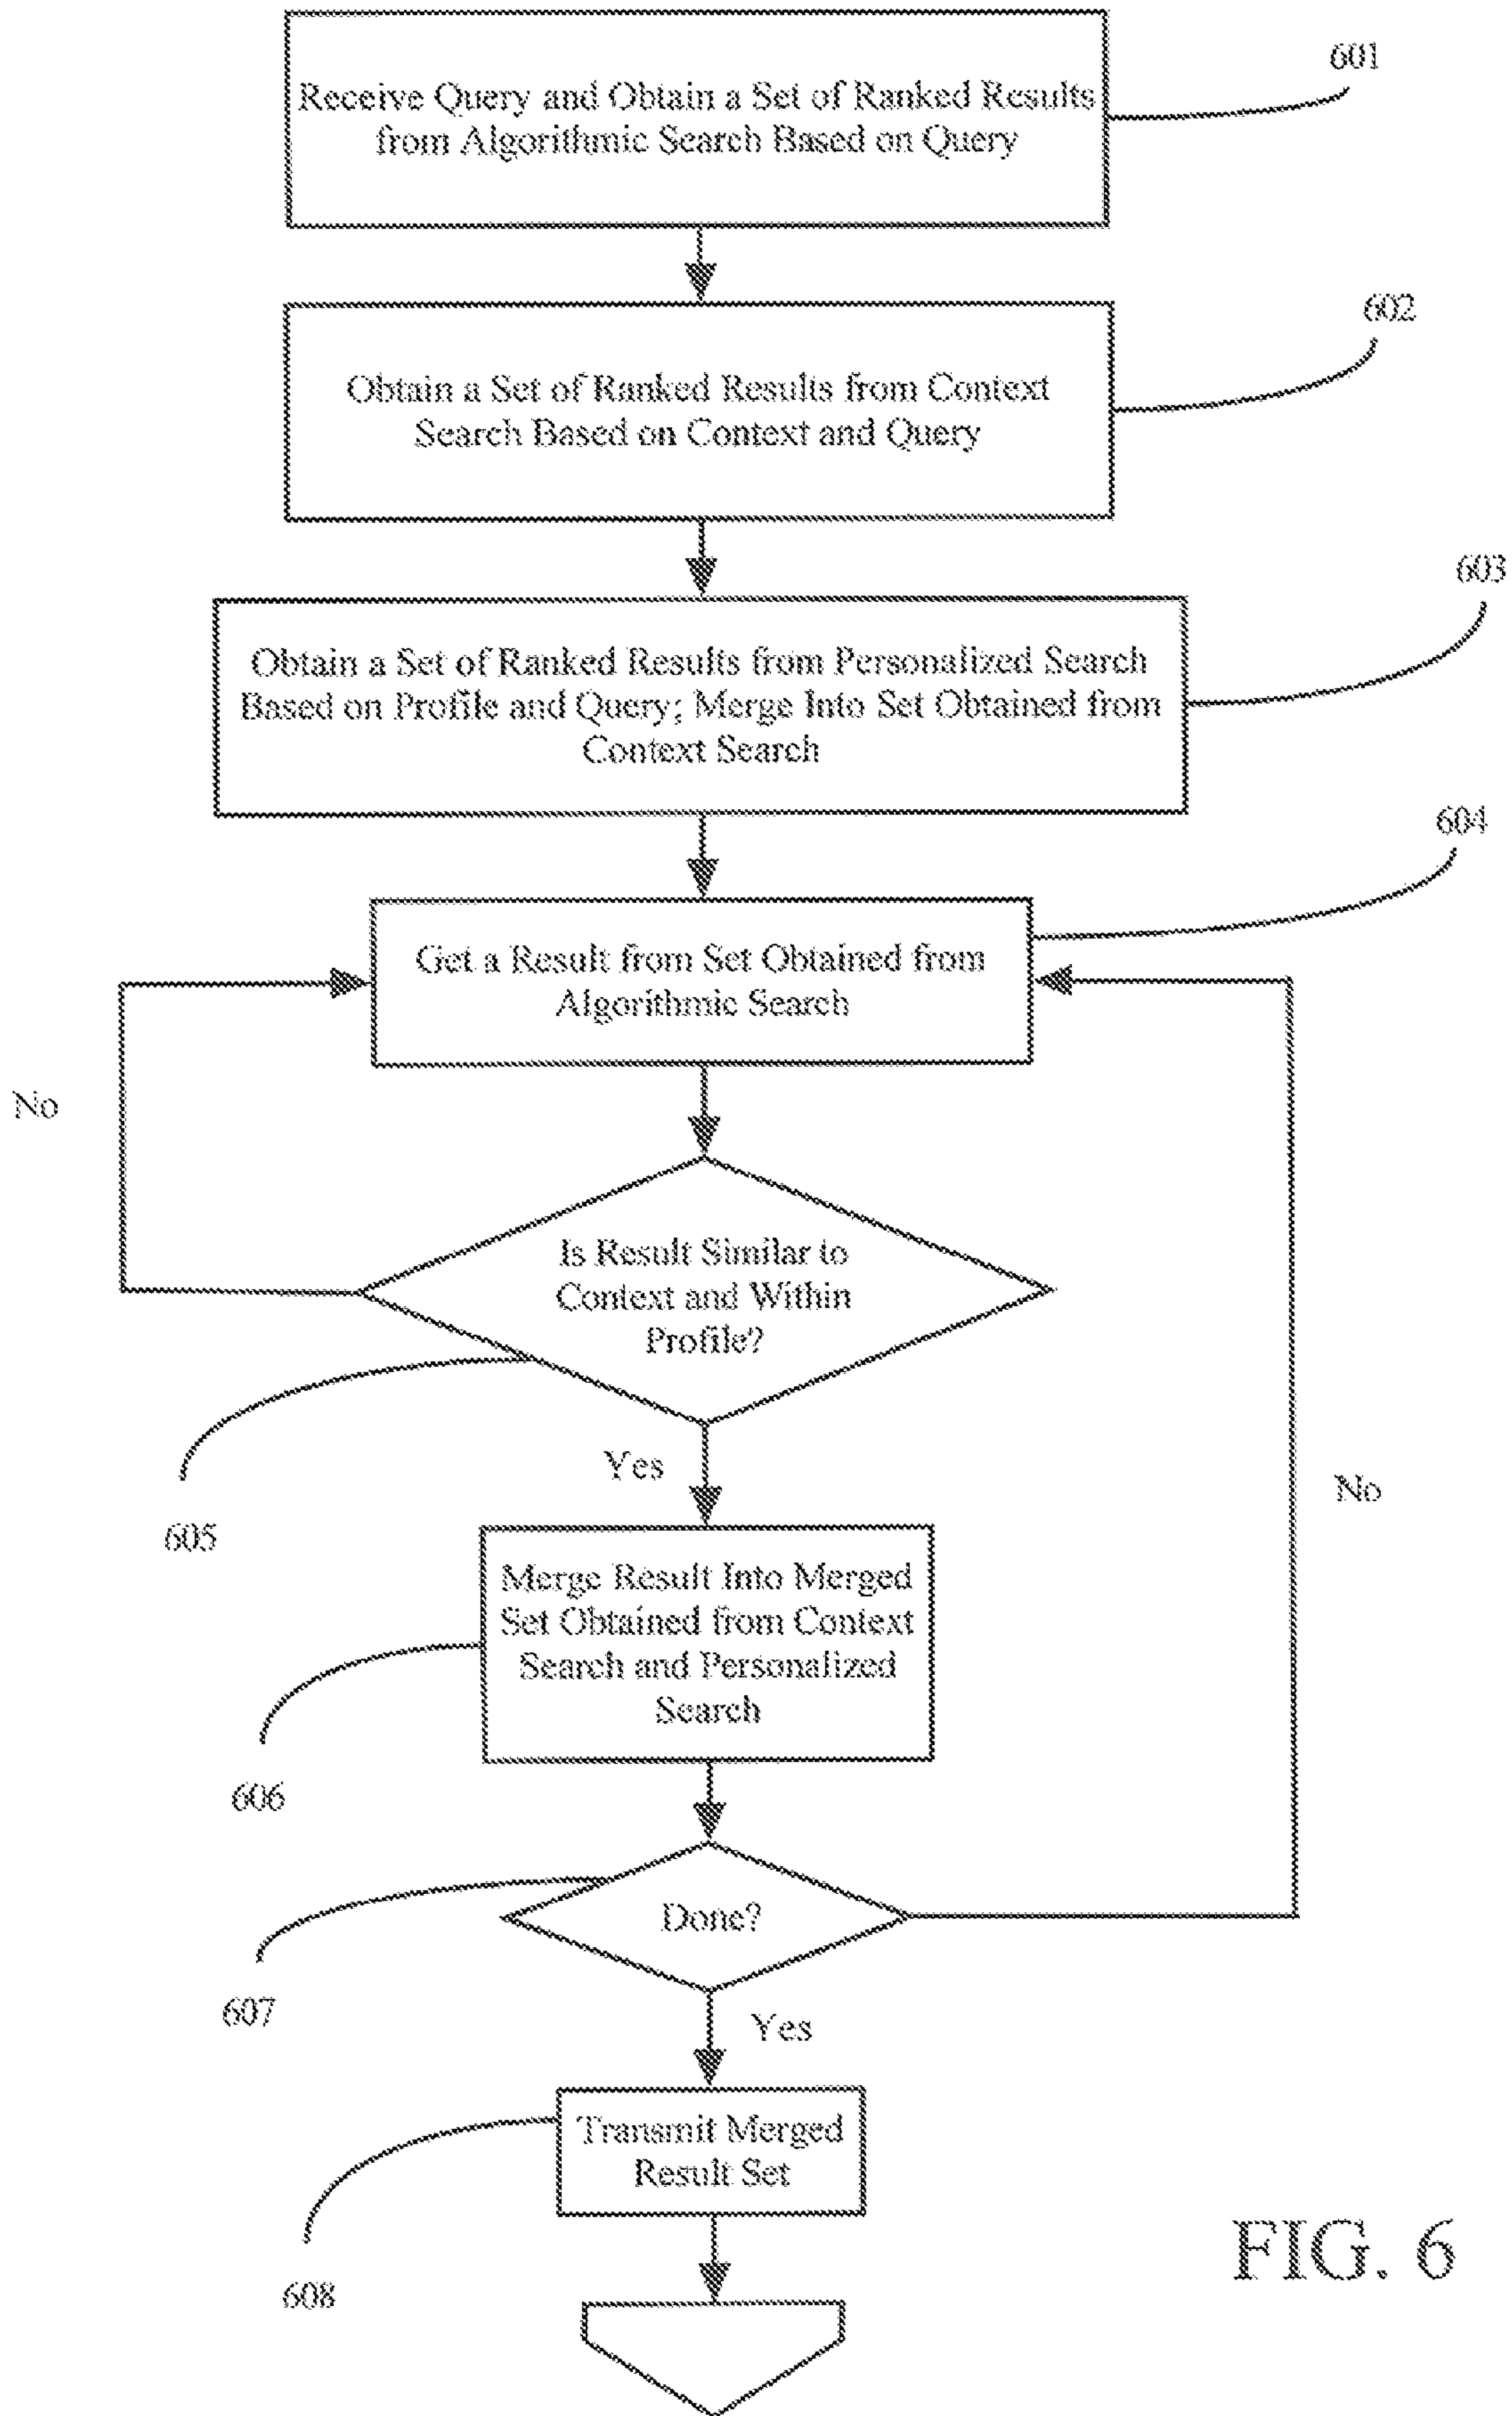 Receive Query and Obtain a Set of Ranked Results
from Algorithmic Search Based on Query
601
Obtain a Set of Ranked Results from Context
Search Based on Context and Query
602
Obtain a Set of Ranked Results from Personalized Search
Based on Profile and Query; Merge Into Set Obtained from
Context Search
603
Get a Result from Set Obtained from
Algorithmic Search
604
No
Is Result Similar to
Context and Within
Profile?
605
Yes
No
Merge Result Into Merged
Set Obtained from Context
Search and Personalized
Search
606
Done?
607
Yes
Transmit Merged
Result Set
608
FIG. 6